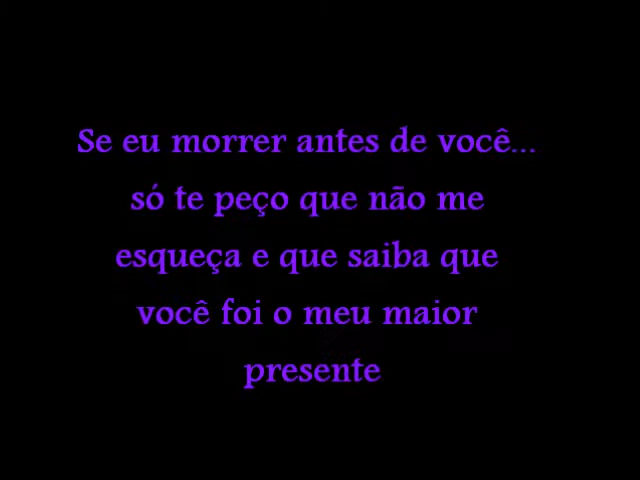 Se eu morrer antes de você...
só te peço que não me
esqueça e que saiba que
você foi o meu maior
presente